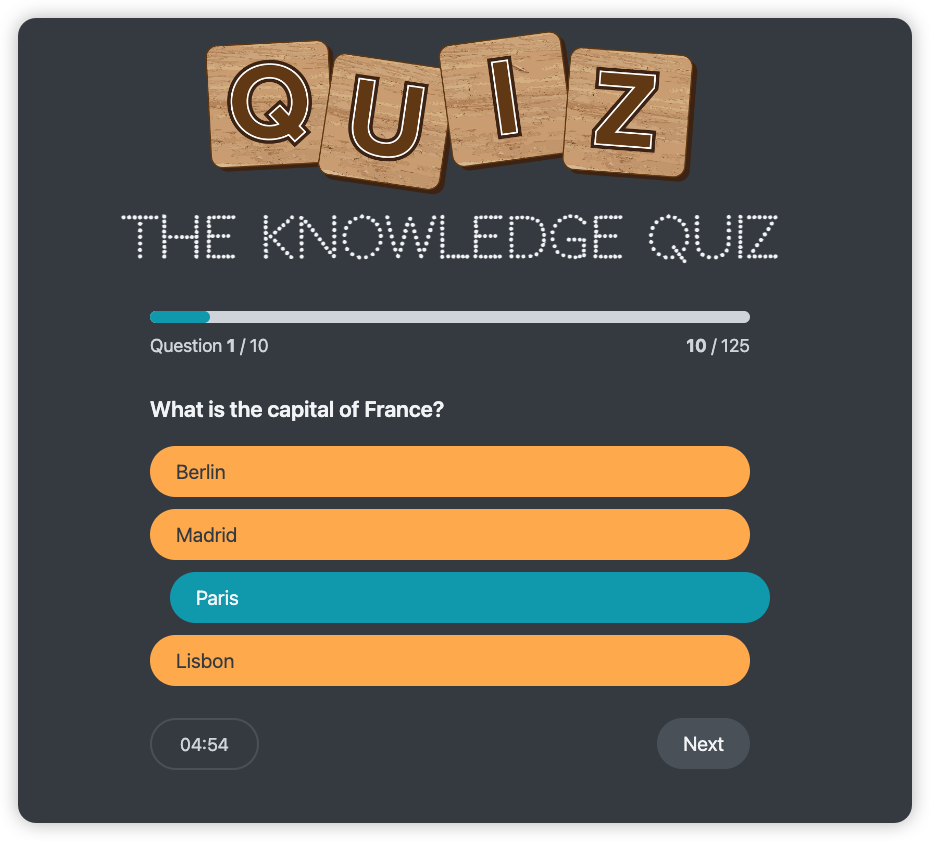 QUIZ
THE KNOWLEDGE QUIZ
Question 1 / 10
10 / 125
What is the capital of France?
Berlin
Madrid
Paris
Lisbon
04:54
Next